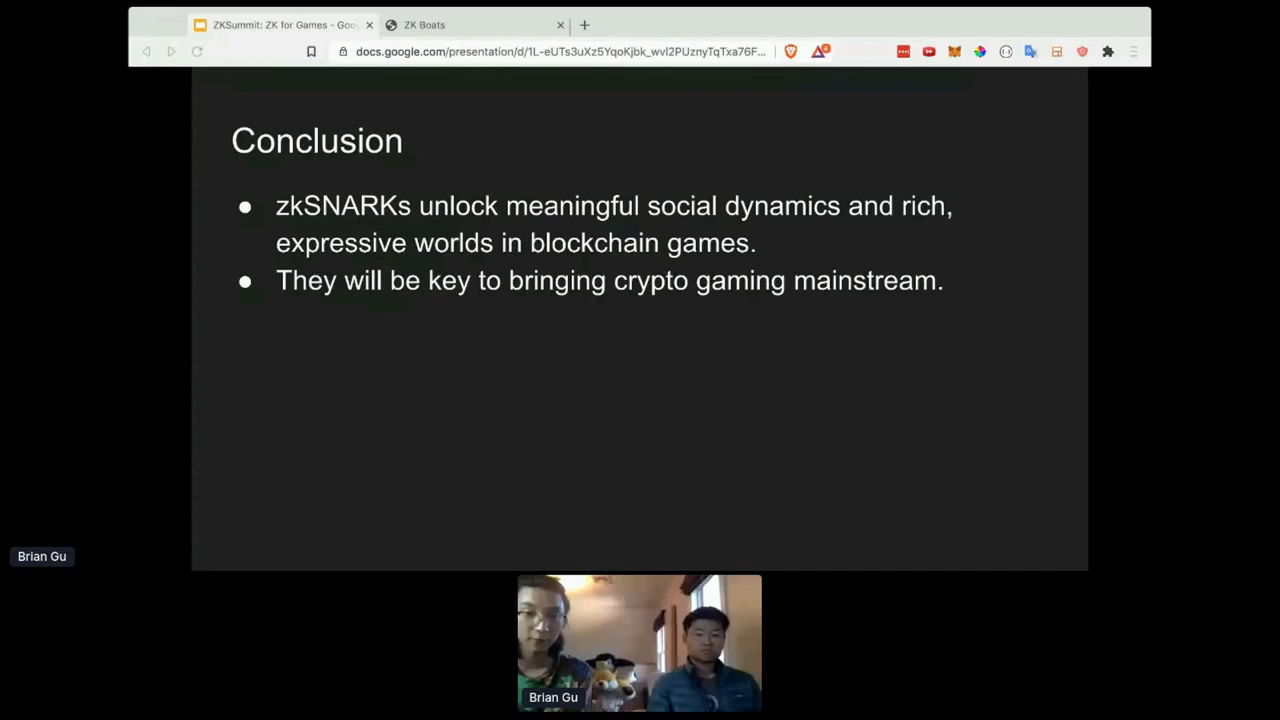 ZKSummit: ZK for Games - Goo
ZK Boats
docs.google.com/presentation/d/1L-eUTs3uXz5YqoKjbk_wvI2PUznyTqTxa76F...
4
Conclusion
● zkSNARKs unlock meaningful social dynamics and rich,
expressive worlds in blockchain games.
● They will be key to bringing crypto gaming mainstream.
Brian Gu
Brian Gu